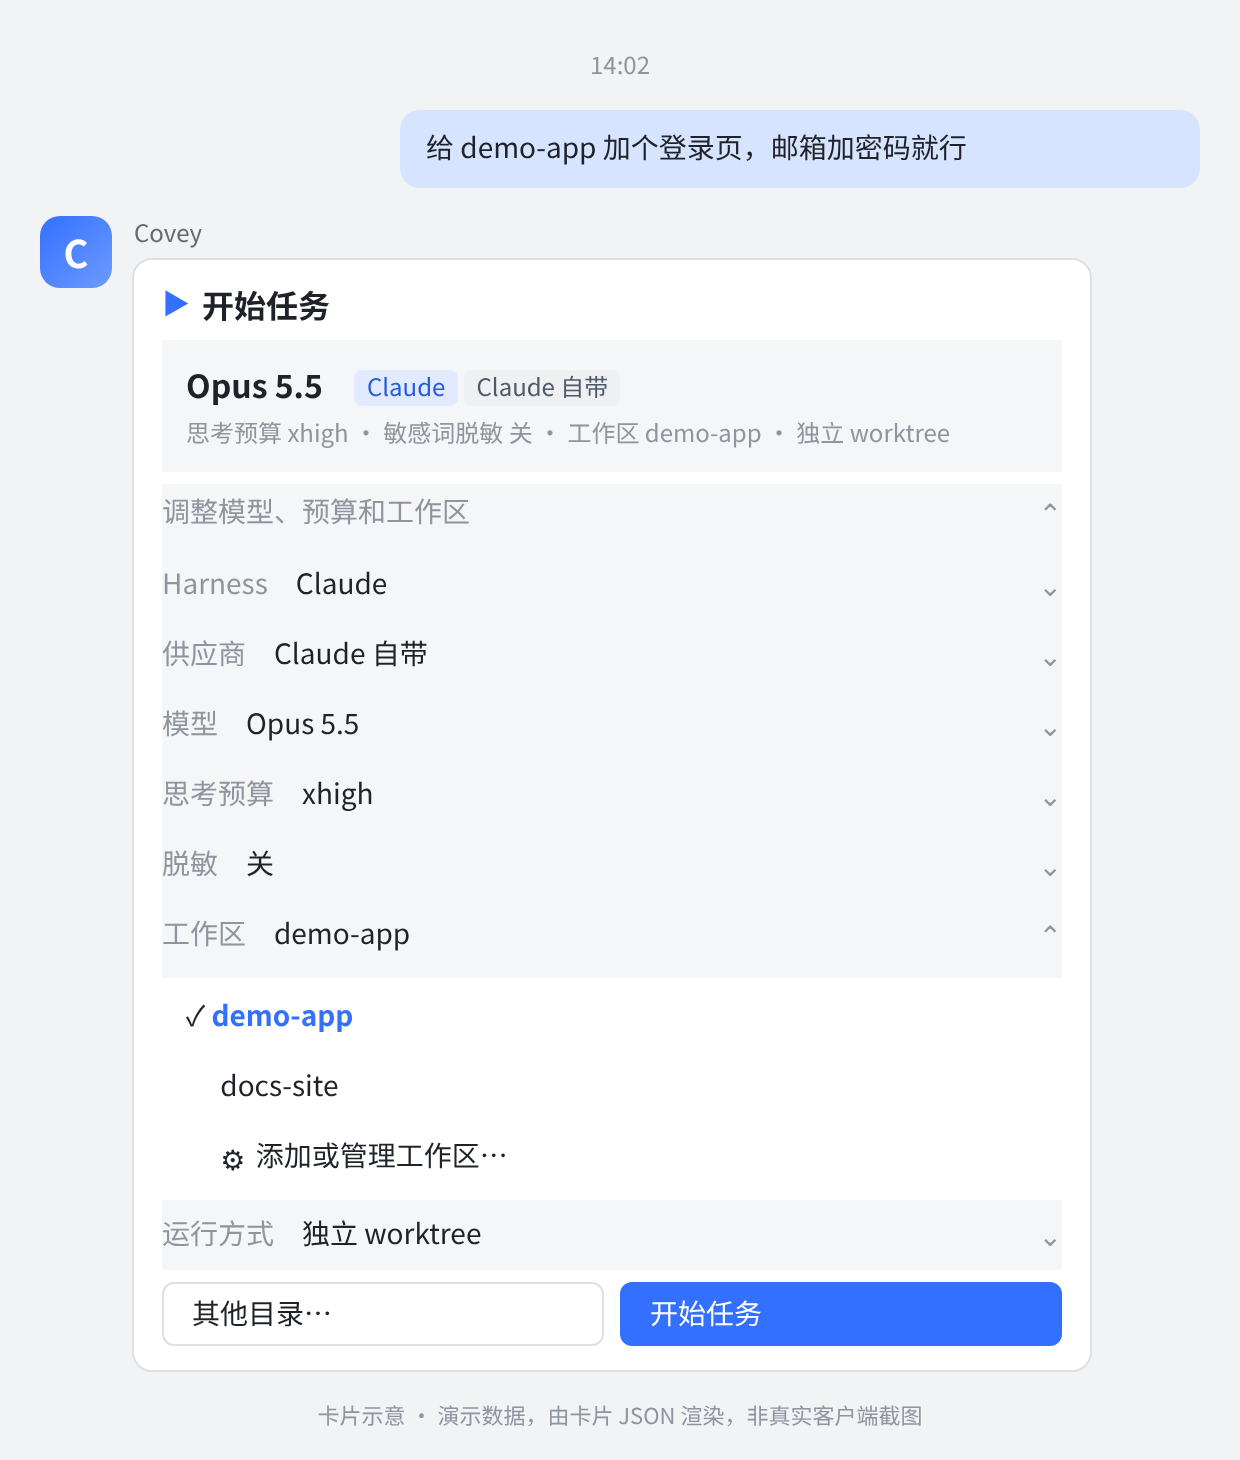 14:02
给 demo-app 加个登录页，邮箱加密码就行
C
Covey
▶ 开始任务
Opus 5.5 Claude Claude 自带
思考预算 xhigh · 敏感词脱敏 关 · 工作区 demo-app · 独立 worktree
调整模型、预算和工作区
Harness Claude
供应商 Claude 自带
模型 Opus 5.5
思考预算 xhigh
脱敏 关
工作区 demo-app
✓ demo-app
docs-site
⚙ 添加或管理工作区…
运行方式 独立 worktree
其他目录… 开始任务
卡片示意 · 演示数据，由卡片 JSON 渲染，非真实客户端截图